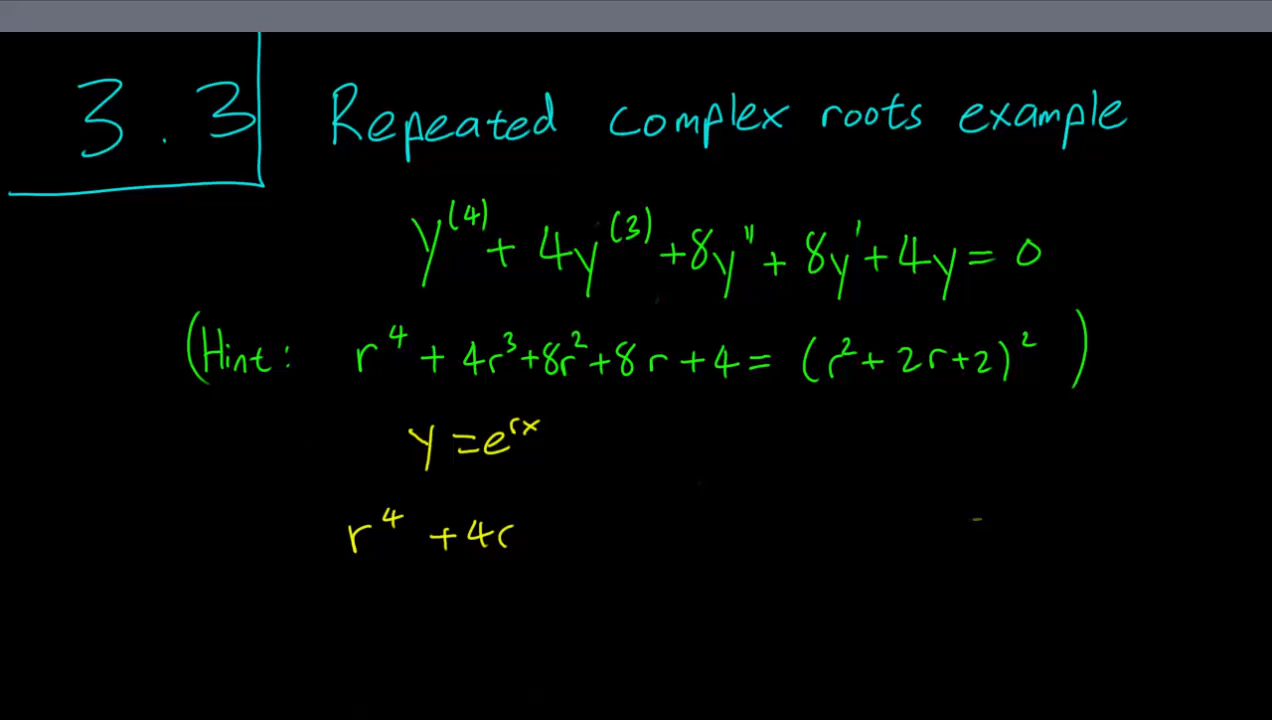 3.3 Repeated complex roots example
y⁽⁴⁾ + 4y⁽³⁾ + 8y'' + 8y' + 4y = 0
(Hint: r⁴ + 4r³ + 8r² + 8r + 4 = (r² + 2r + 2)² )
y = e^{rx}
r⁴ + 4r